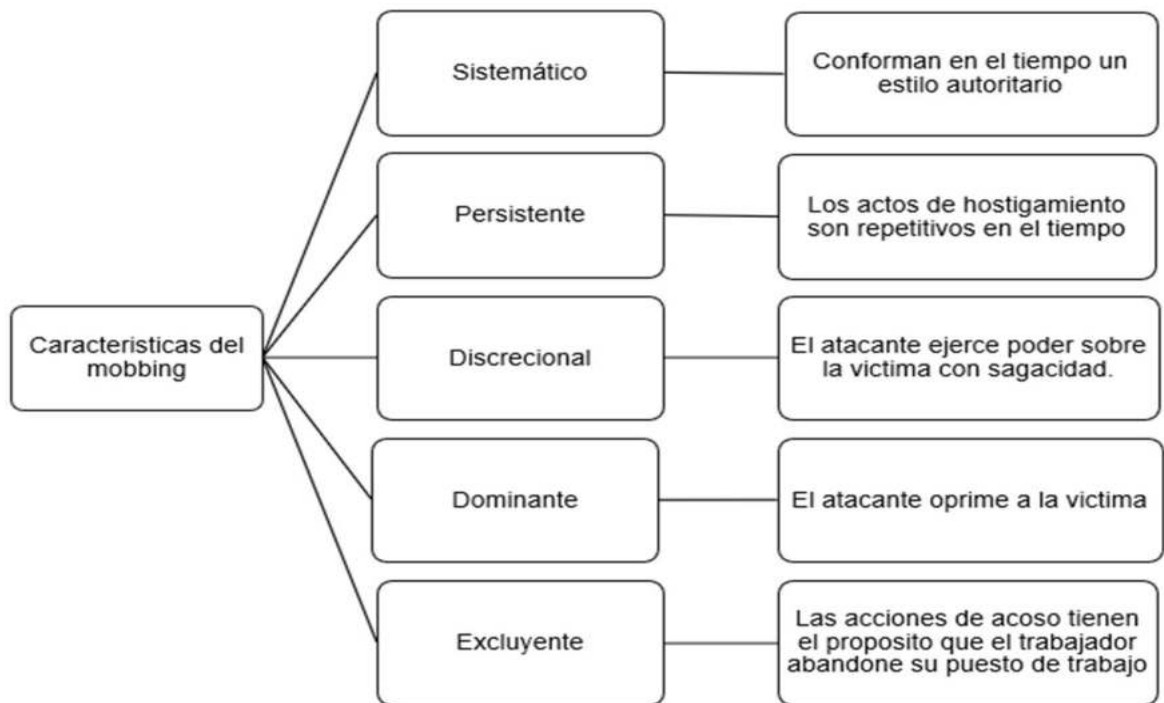 Caracteristicas del
mobbing
Sistemático
Conforman en el tiempo un
estilo autoritario
Persistente
Los actos de hostigamiento
son repetitivos en el tiempo
Discrecional
El atacante ejerce poder sobre
la victima con sagacidad.
Dominante
El atacante oprime a la victima
Excluyente
Las acciones de acoso tienen
el proposito que el trabajador
abandone su puesto de trabajo